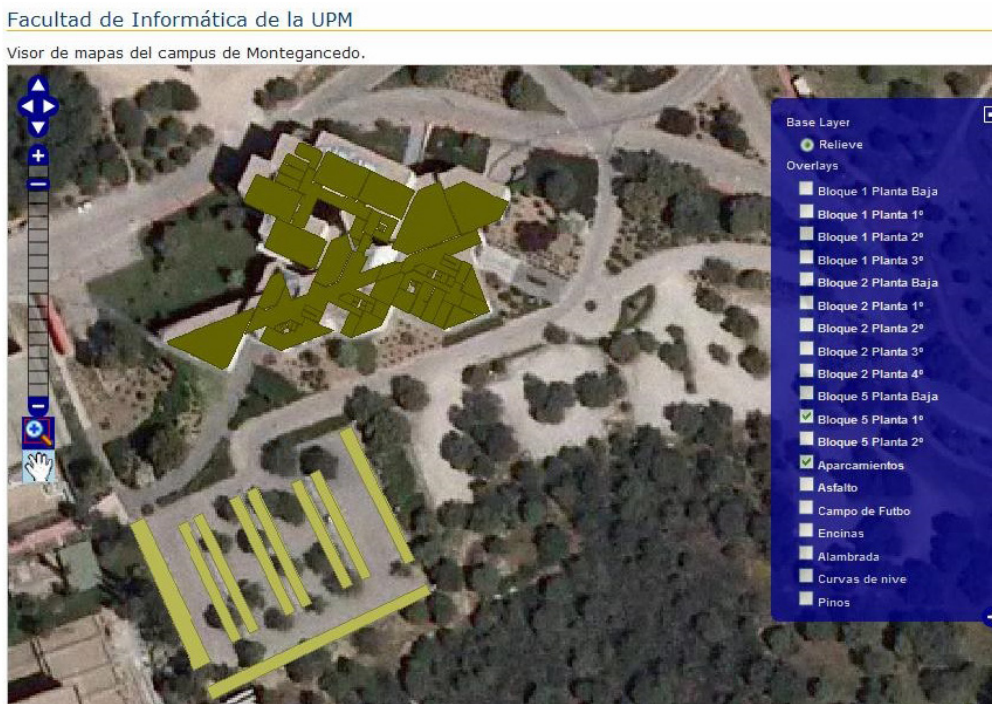 Facultad de Informática de la UPM
Visor de mapas del campus de Montegancedo.
Base Layer
Relieve
Overlays
Bloque 1 Planta Baja
Bloque 1 Planta 1º
Bloque 1 Planta 2º
Bloque 1 Planta 3º
Bloque 2 Planta Baja
Bloque 2 Planta 1º
Bloque 2 Planta 2º
Bloque 2 Planta 3º
Bloque 2 Planta 4º
Bloque 5 Planta Baja
Bloque 5 Planta 1º
Bloque 5 Planta 2º
Aparcamientos
Asfalto
Campo de Futbo
Encinas
Alambrada
Curvas de nive
Pinos